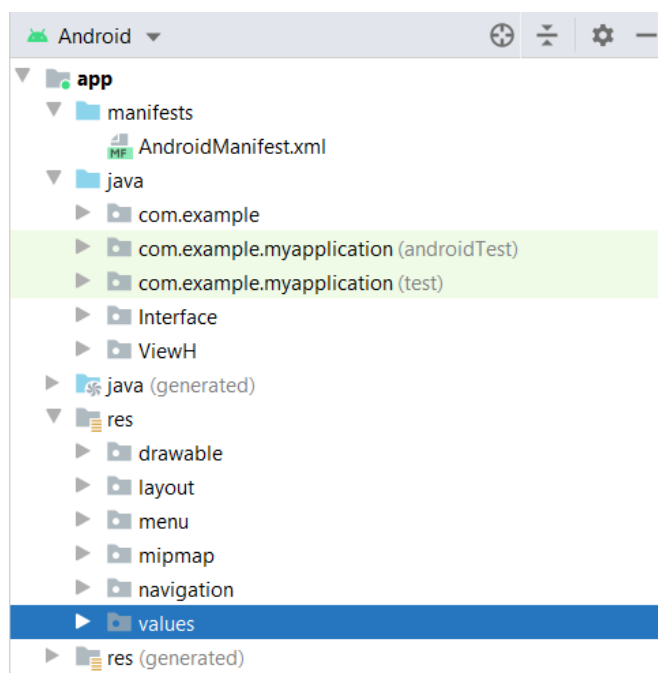 Android
app
manifests
MF AndroidManifest.xml
java
com.example
com.example.myapplication (androidTest)
com.example.myapplication (test)
Interface
ViewH
java (generated)
res
drawable
layout
menu
mipmap
navigation
values
res (generated)